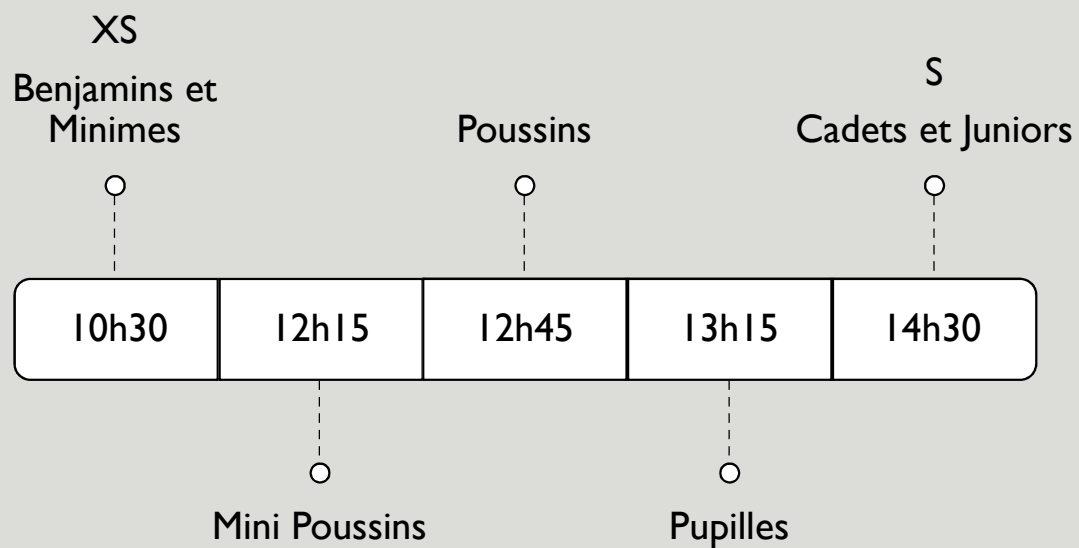 XS
Benjamins et
Minimes
Poussins
S
Cadets et Juniors
10h30
12h15
12h45
13h15
14h30
Mini Poussins
Pupilles